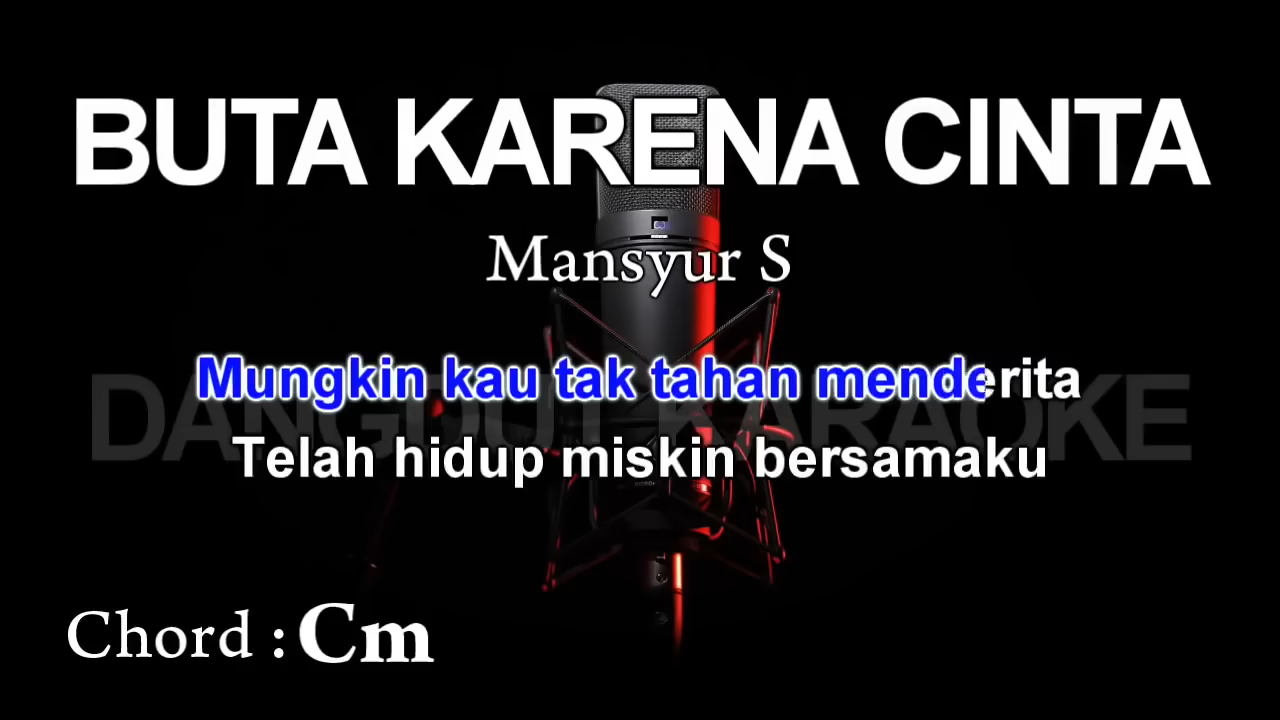 BUTA KARENA CINTA
Mansyur S
Mungkin kau tak tahan menderita
DANGDUT KARAOKE
Telah hidup miskin bersamaku
Chord : Cm